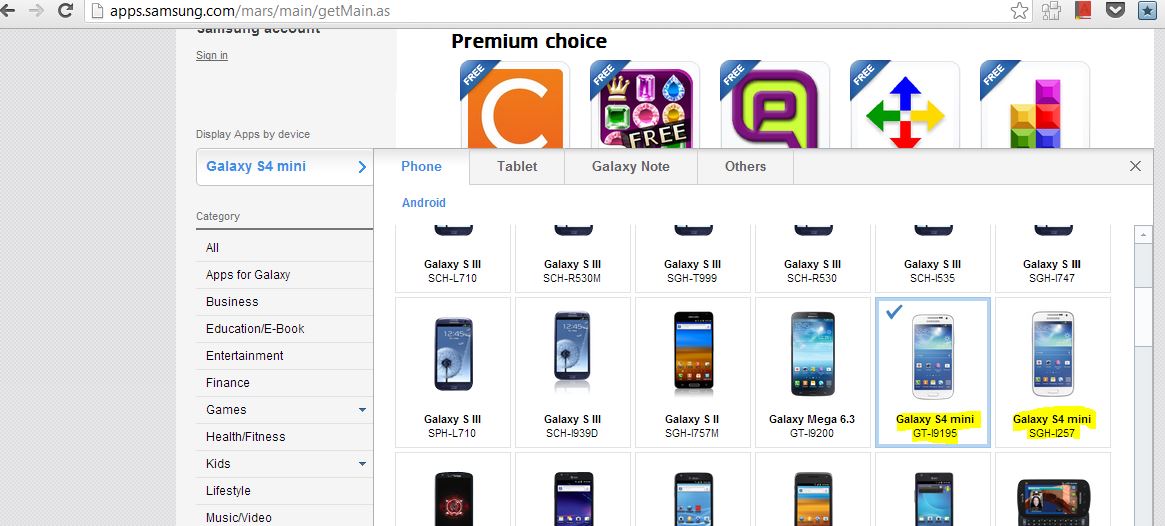 apps.samsung.com/mars/main/getMain.as
Samsung account
Sign in
Premium choice
FREE
FREE
FREE
FREE
FREE
FREE
Display Apps by device
Galaxy S4 mini
Phone
Tablet
Galaxy Note
Others
Android
Category
All
Apps for Galaxy
Business
Education/E-Book
Entertainment
Finance
Games
Health/Fitness
Kids
Lifestyle
Music/Video
Galaxy S III
SCH-L710
Galaxy S III
SCH-R530M
Galaxy S III
SGH-T999
Galaxy S III
SCH-R530
Galaxy S III
SCH-I535
Galaxy S III
SGH-I747
Galaxy S III
SPH-L710
Galaxy S III
SCH-I939D
Galaxy S II
SGH-I757M
Galaxy Mega 6.3
GT-I9200
Galaxy S4 mini
GT-I9195
Galaxy S4 mini
SGH-I257